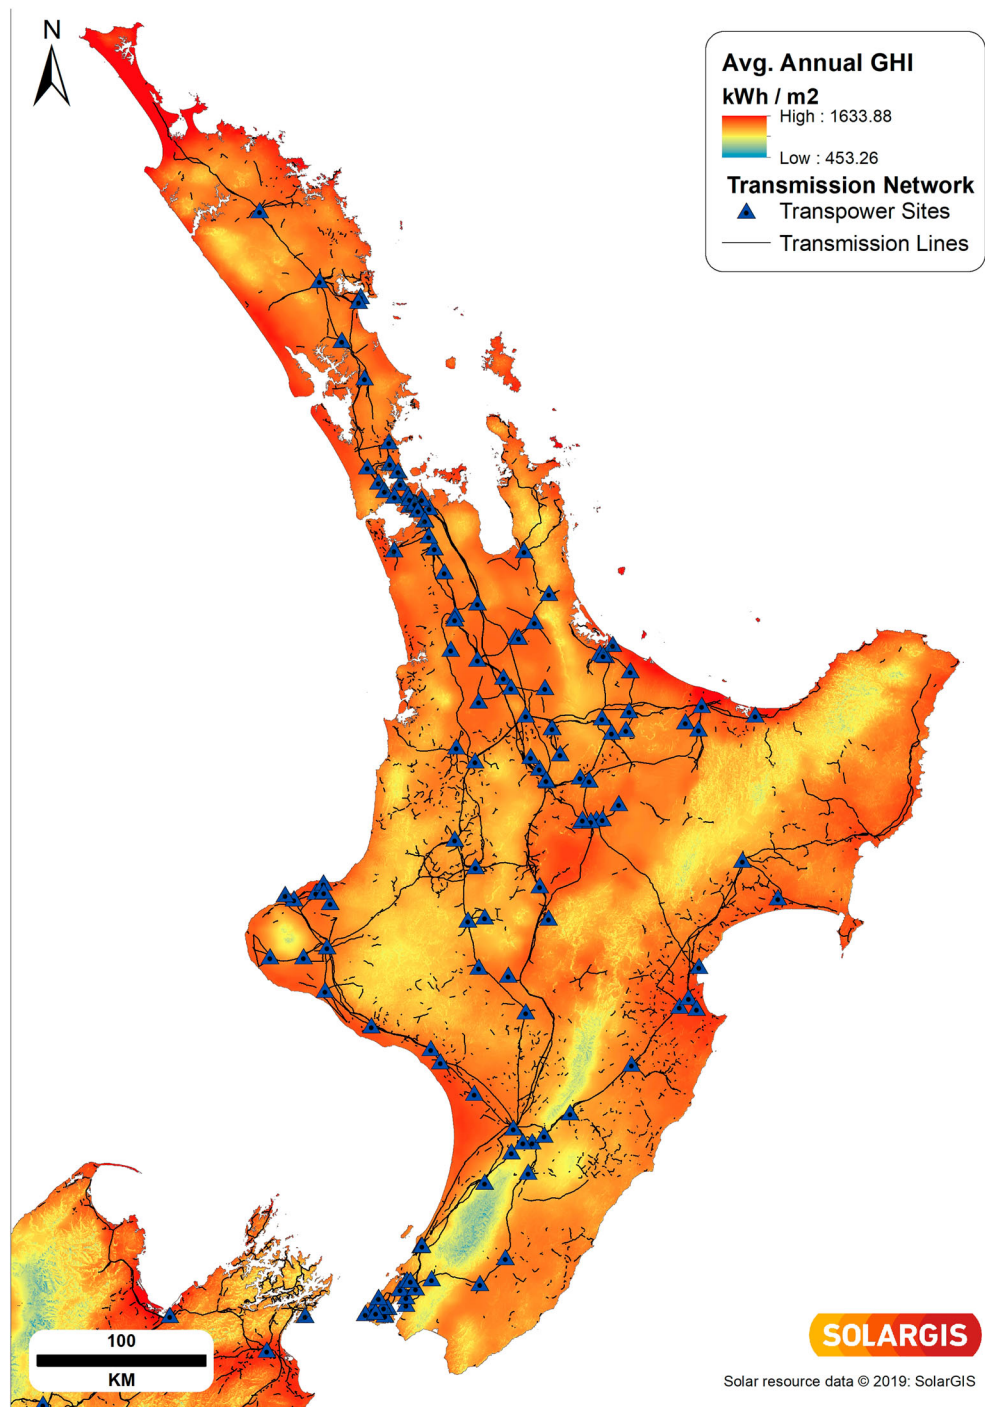 N
Avg. Annual GHI
kWh / m2
High : 1633.88
Low : 453.26
Transmission Network
Transpower Sites
Transmission Lines
100
KM
SOLARGIS
Solar resource data © 2019: SolarGIS